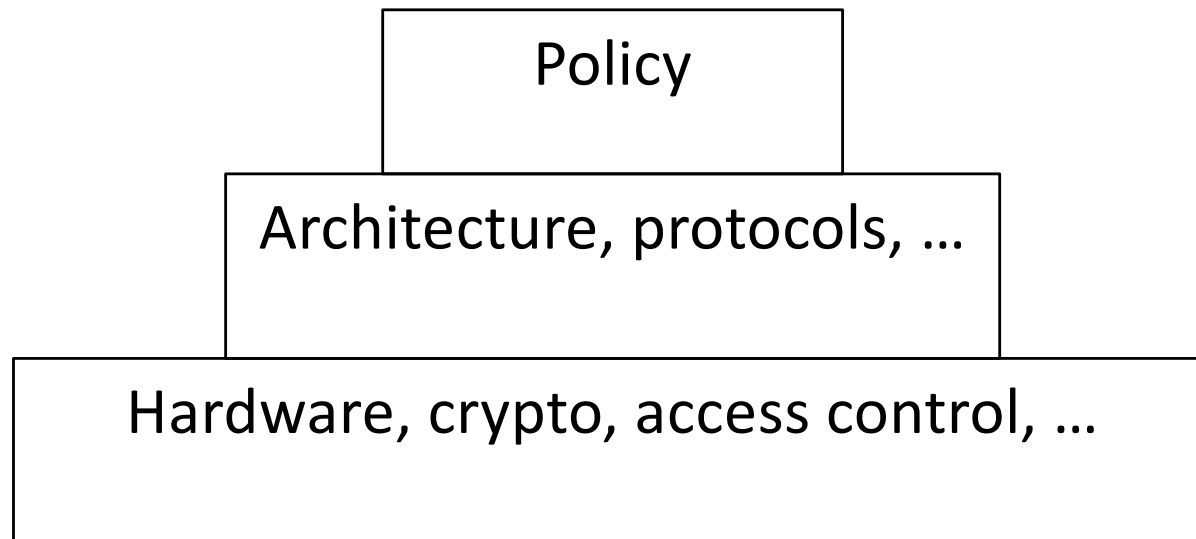 Policy
Architecture, protocols, …
Hardware, crypto, access control, …